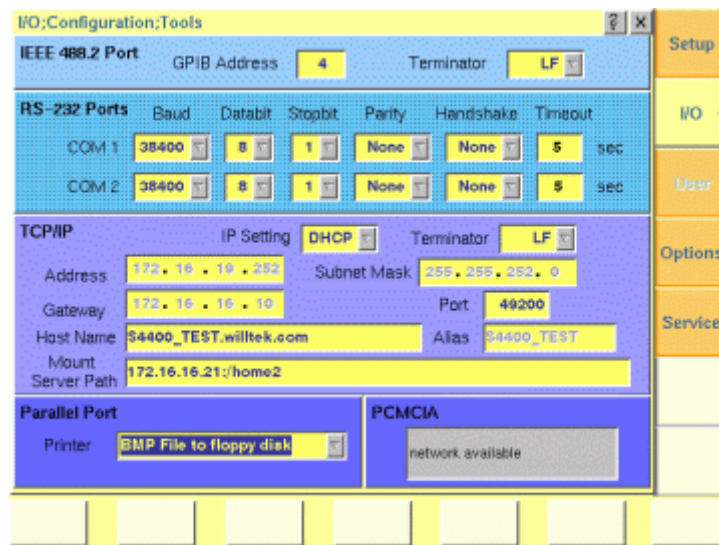 I/O;Configuration;Tools ? X
IEEE 488.2 Port GPIB Address 4 Terminator LF
RS-232 Ports Baud Databit Stopbit Parity Handshake Timeout
COM 1 38400 8 1 None None 5 sec
COM 2 38400 8 1 None None 5 sec
TCP/IP IP Setting DHCP Terminator LF
Address 172. 16 . 19 . 252 Subnet Mask 255. 255. 252. 0
Gateway 172. 16 . 16 . 10 Port 49200
Host Name S4400_TEST.willtek.com Alias S4400_TEST
Mount
Server Path 172.16.16.21:/home2
Parallel Port
Printer BMP File to floppy disk
PCMCIA
network available
Setup
I/O
User
Options
Service